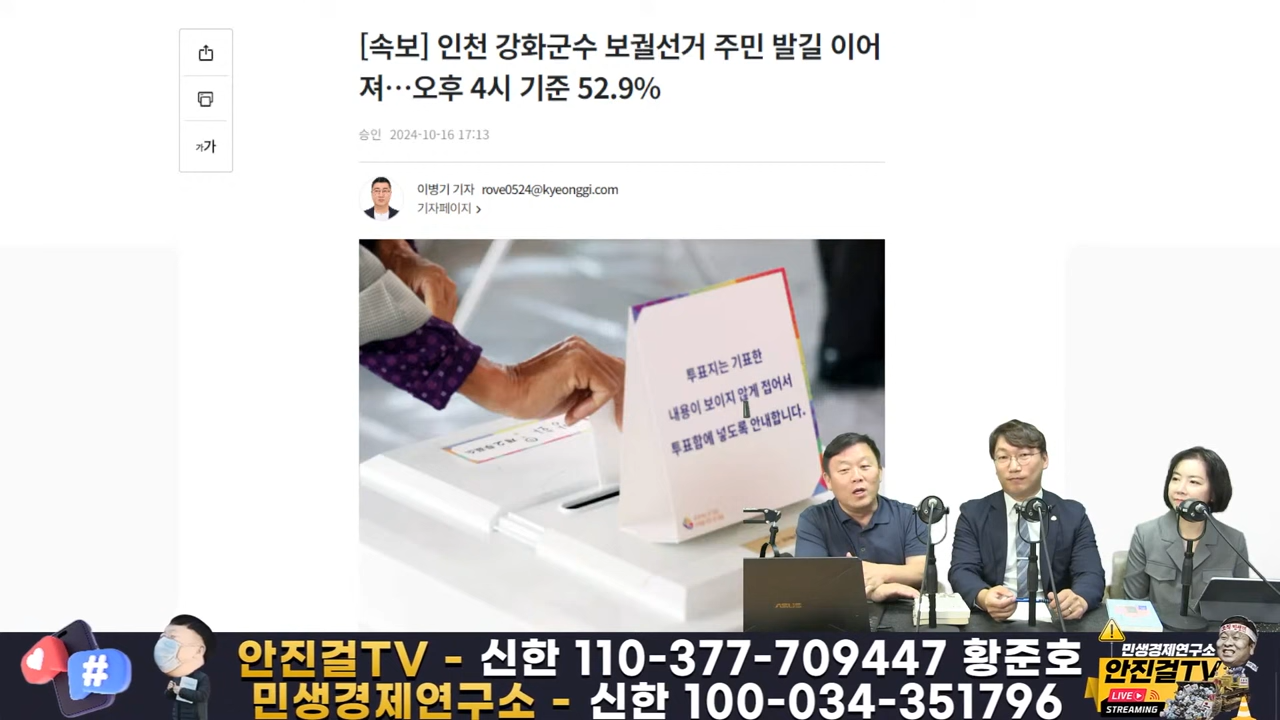 [속보] 인천 강화군수 보궐선거 주민 발길 이어
져…오후 4시 기준 52.9%
승인 2024-10-16 17:13
가가
이병기 기자 rove0524@kyeonggi.com
기자페이지 >
투표지는 기표한
내용이 보이지 않게 접어서
투표함에 넣도록 안내합니다.
#
안진걸TV - 신한 110-377-709447 황준호
민생경제연구소 - 신한 100-034-351796
민생경제연구소
안진걸TV
LIVE
STREAMING